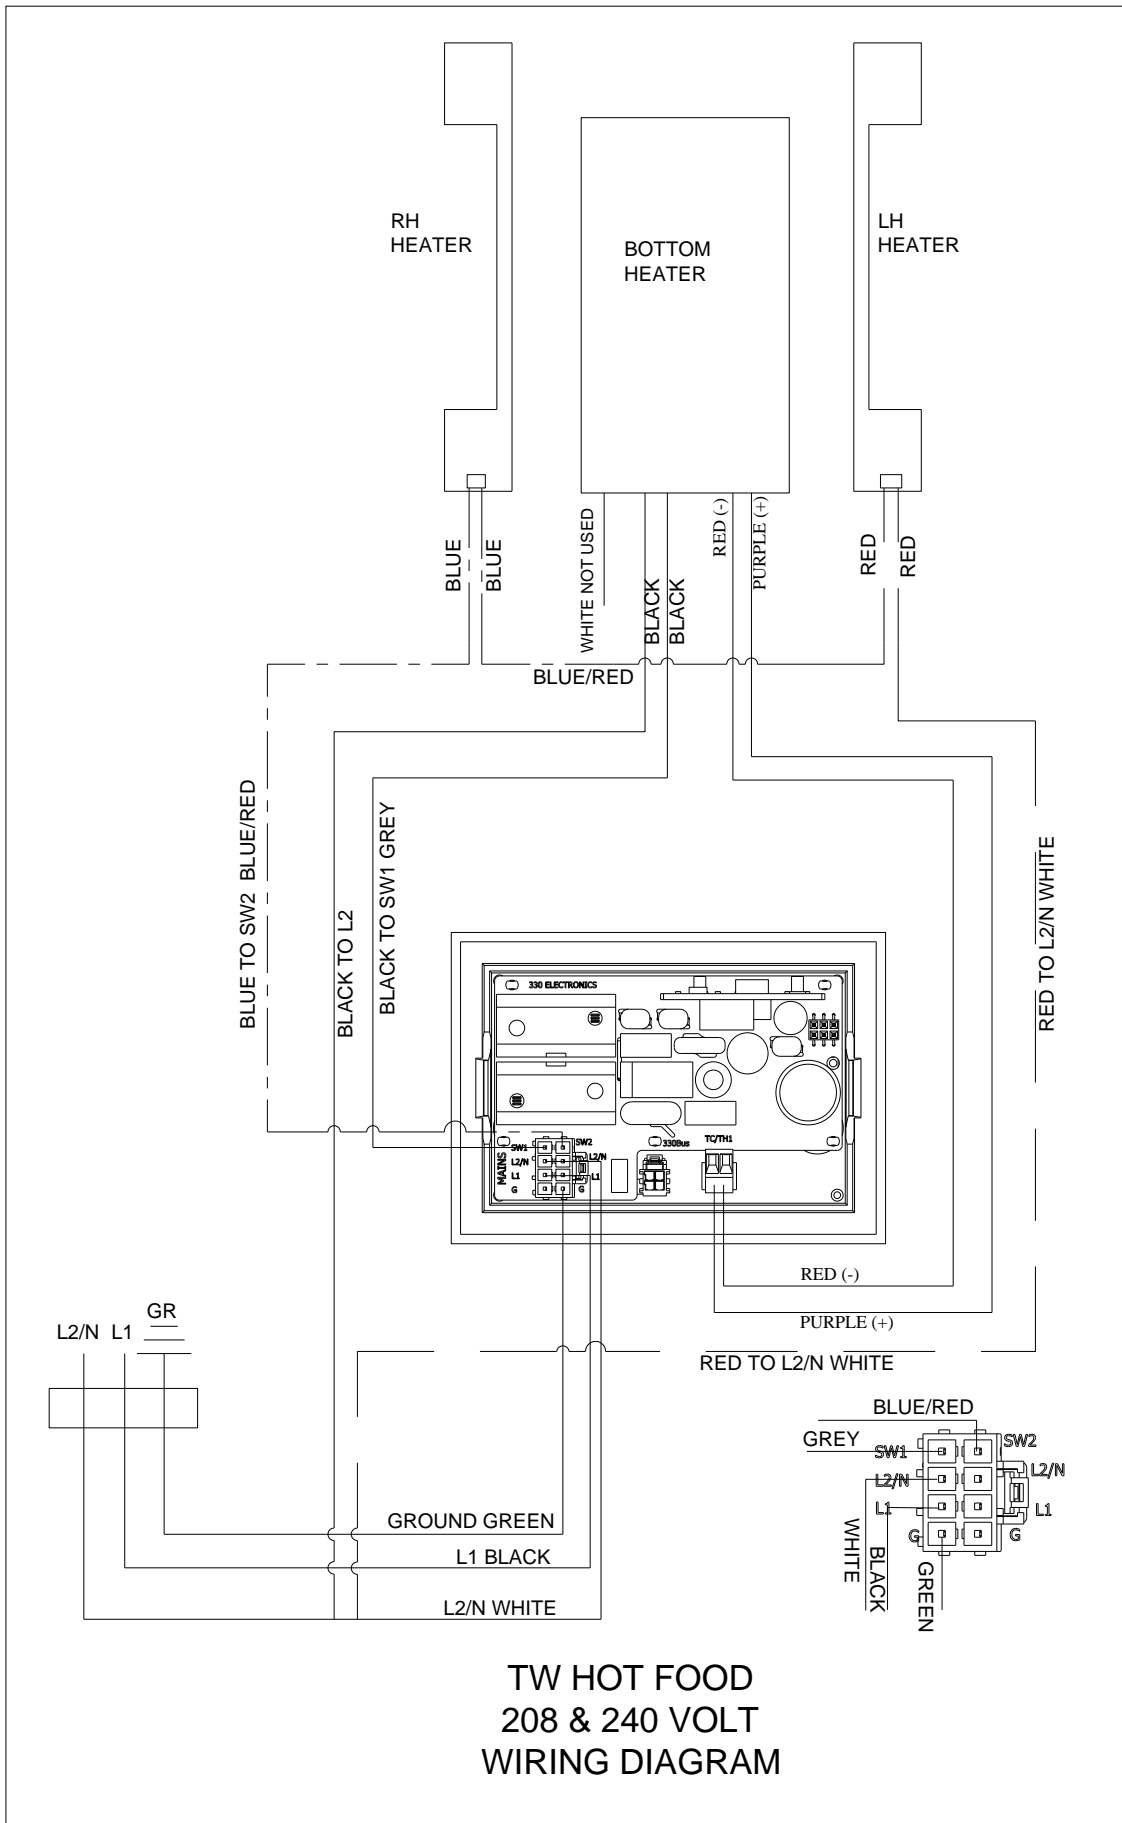 RH
HEATER
BOTTOM
HEATER
LH
HEATER
BLUE
BLUE
WHITE NOT USED
BLACK
BLACK
RED (-)
PURPLE (+)
RED
RED
BLUE/RED
BLUE TO SW2 BLUE/RED
BLACK TO L2
BLACK TO SW1 GREY
RED TO L2/N WHITE
330 ELECTRONICS
MAINS
SW1
SW2
L2/N
L2/N
L1
L1
G
G
330Bus
TC/TH1
RED (-)
PURPLE (+)
RED TO L2/N WHITE
L2/N
L1
GR
GROUND GREEN
L1 BLACK
L2/N WHITE
BLUE/RED
GREY
SW1
SW2
L2/N
L2/N
L1
L1
G
G
WHITE
BLACK
GREEN
TW HOT FOOD
208 & 240 VOLT
WIRING DIAGRAM